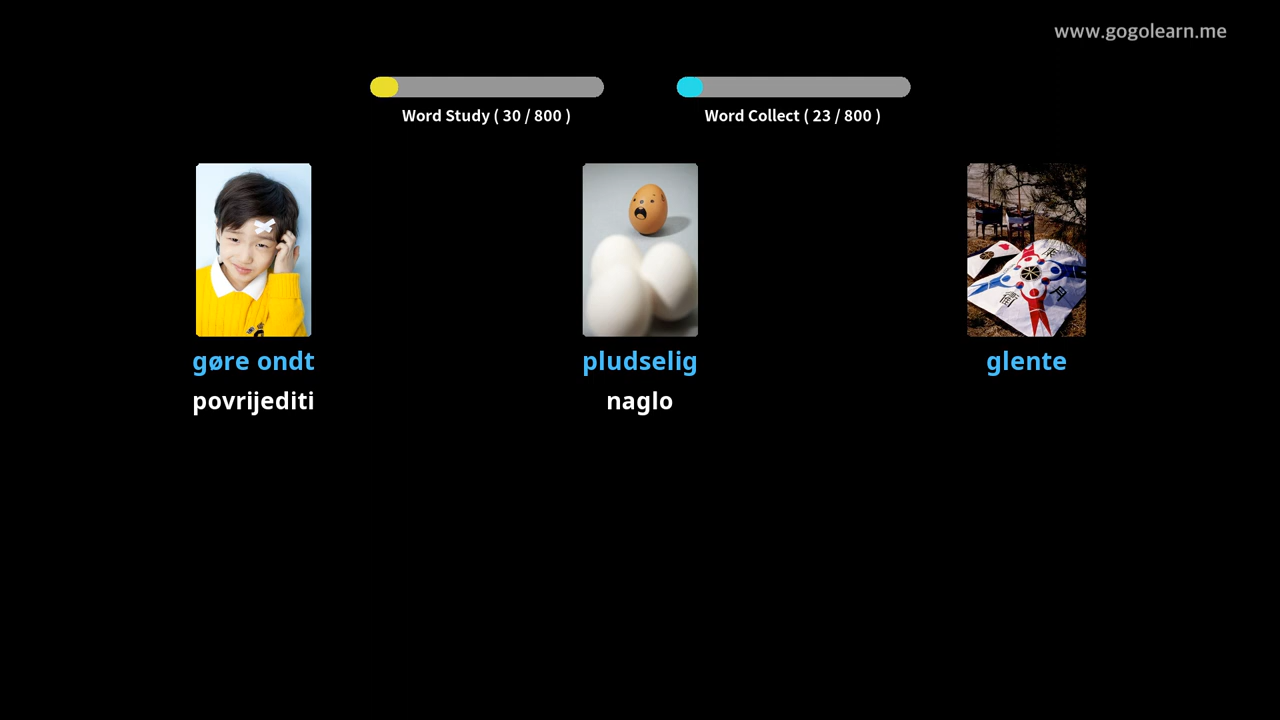 www.gogolearn.me
Word Study ( 30 / 800 )
Word Collect ( 23 / 800 )
gøre ondt
povrijediti
pludselig
naglo
glente